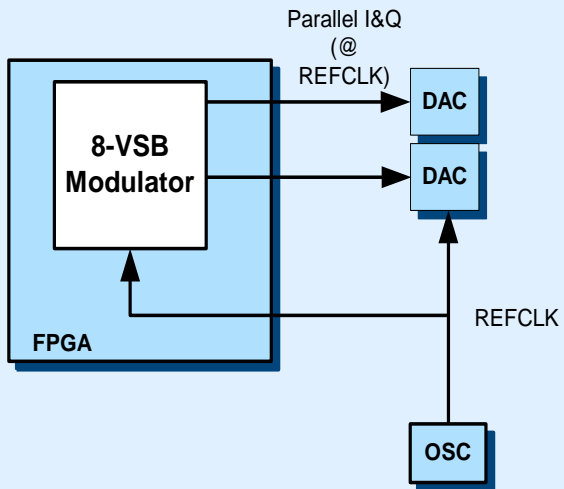 Parallel I&Q
(@
REFCLK)
DAC
8-VSB
Modulator
DAC
REFCLK
FPGA
OSC